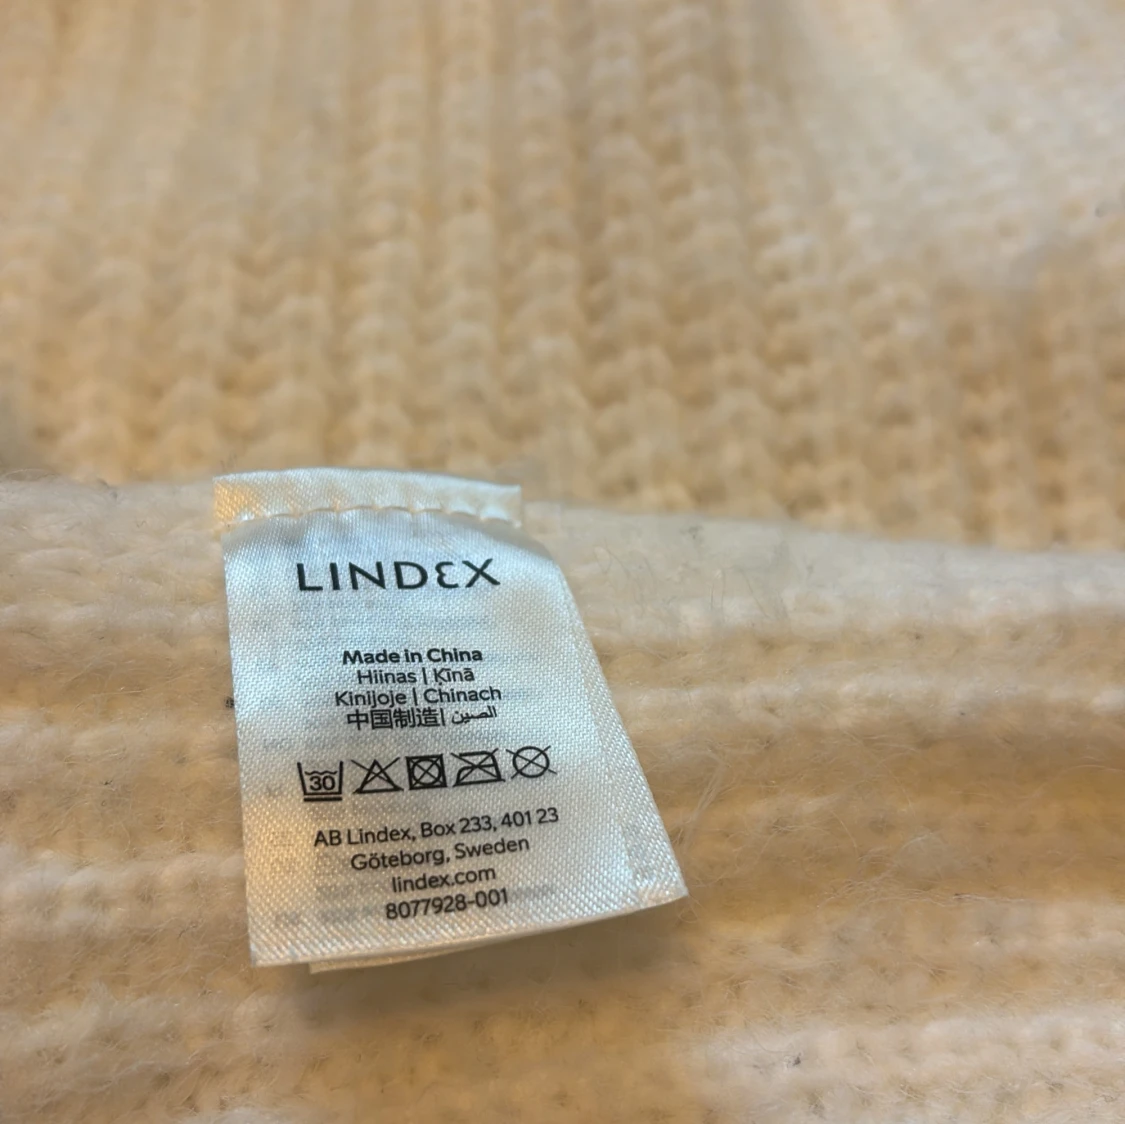 LINDEX
Made in China
Hiinas | Ķīnā
Kinijoje | Chinach
中国制造| الصين
30
AB Lindex, Box 233, 401 23
Göteborg, Sweden
lindex.com
8077928-001